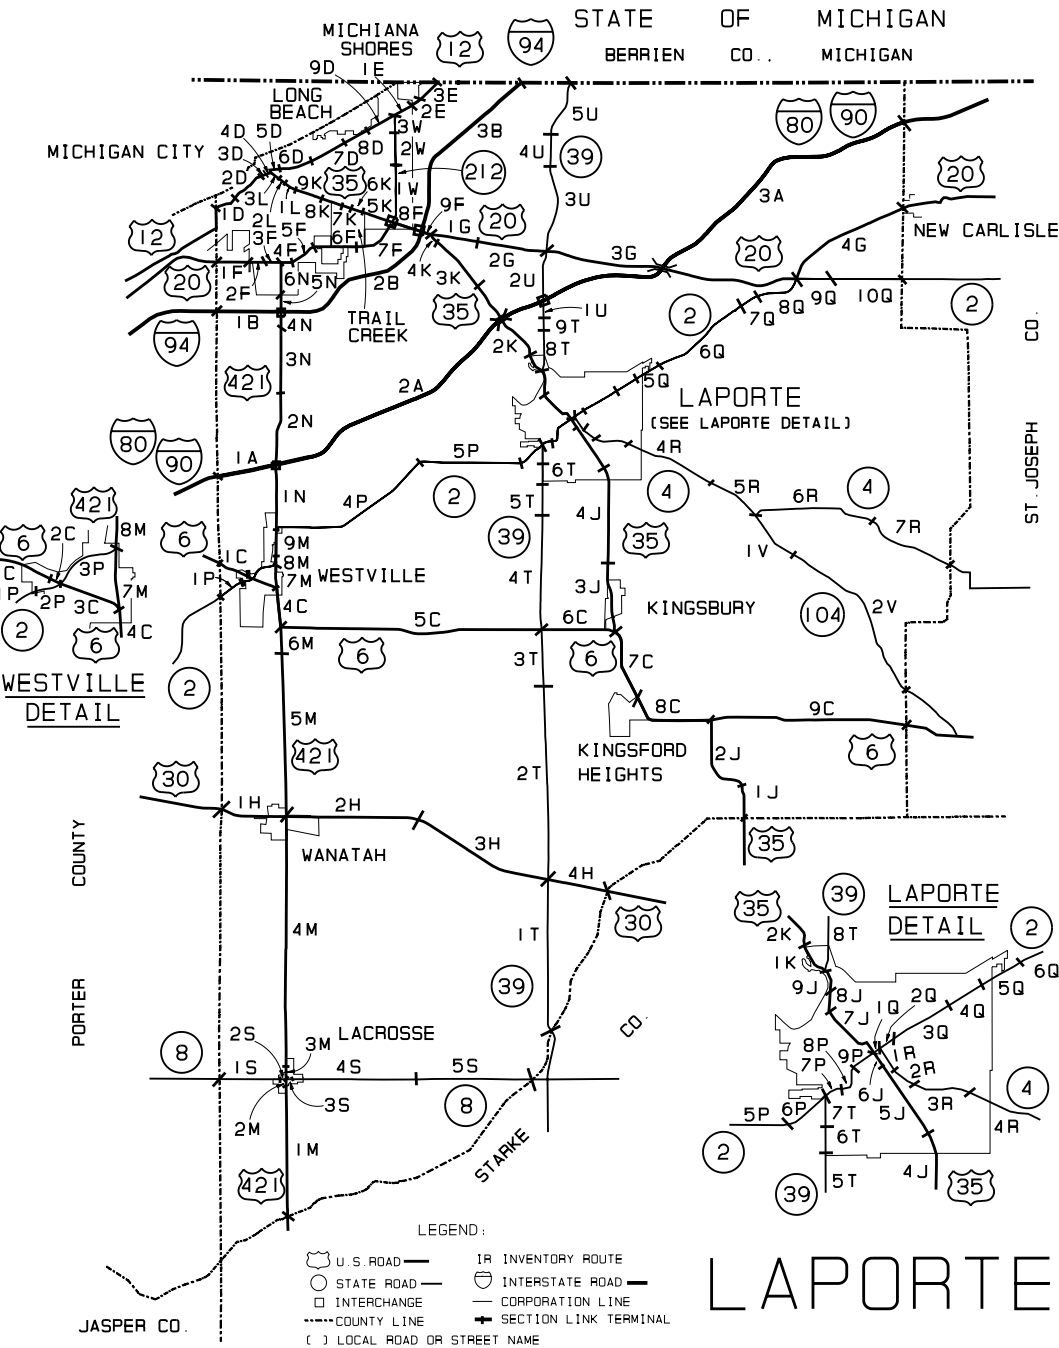 STATE OF MICHIGAN
BERRIEN CO., MICHIGAN
MICHIANA
SHORES
12
94
9D
1E
3E
2E
LONG
BEACH
3W
3B
5U
80
90
4D
5D
8D
2W
4U
39
MICHIGAN CITY
3D
6D
7D
212
2D
9K
35
6K
1W
3U
3A
20
3L
1L
8K
7K
5K
8F
9F
1D
2L
5F
1G
20
NEW CARLISLE
12
3F
4F
6F
7F
4K
2G
3G
20
4G
20
1F
2F
6N
5N
2B
3K
2U
9Q
10Q
2
1B
4N
TRAIL
CREEK
35
1U
2
7Q
8Q
94
9T
CO.
3N
2K
8T
6Q
421
2A
5Q
LAPORTE
(SEE LAPORTE DETAIL)
2N
80
90
1A
5P
4R
6T
5R
6R
4
ST. JOSEPH
421
1N
4P
2
5T
4
7R
6
2C
8M
6
9M
39
4J
35
1V
C
3P
1C
8M
1P
2P
3C
7M
1P
7M
WESTVILLE
4T
3J
KINGSBURY
104
2V
2
4C
4C
5C
6C
6
6M
6
3T
6
7C
WESTVILLE
DETAIL
2
5M
8C
9C
421
KINGSFORD
HEIGHTS
2J
6
30
2T
1J
1H
2H
COUNTY
WANATAH
3H
35
4H
30
4M
1T
35
39
LAPORTE
DETAIL
2K
8T
2
1K
6Q
39
9J
8J
5Q
PORTER
7J
1Q
2Q
4Q
CO.
2S
3M
LACROSSE
8P
3Q
8
1S
4S
5S
7P
9P
1R
2R
3S
8
6J
3R
4
2M
5P
6P
7T
5J
4R
1M
STARKE
6T
2
421
39
5T
4J
35
LEGEND:
U.S. ROAD
IR INVENTORY ROUTE
STATE ROAD
INTERSTATE ROAD
INTERCHANGE
CORPORATION LINE
COUNTY LINE
SECTION LINK TERMINAL
( ) LOCAL ROAD OR STREET NAME
JASPER CO.
LAPORTE